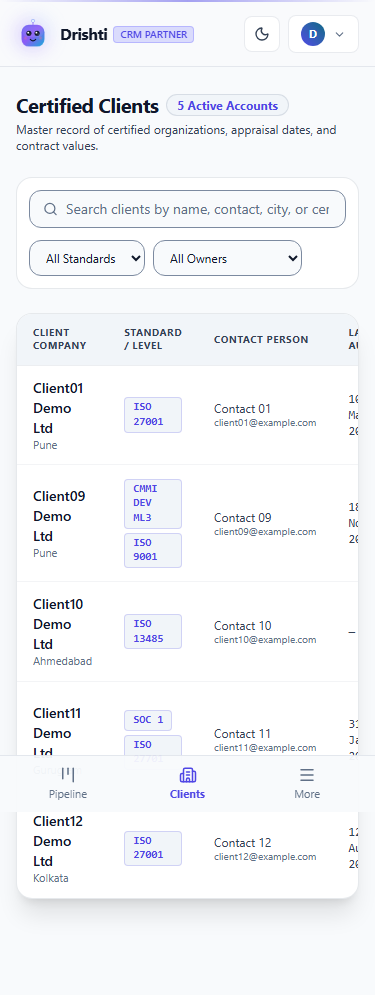 Drishti CRM PARTNER
D
Certified Clients 5 Active Accounts
Master record of certified organizations, appraisal dates, and
contract values.
Search clients by name, contact, city, or cer
All Standards All Owners
CLIENT
COMPANY
STANDARD
/ LEVEL
CONTACT PERSON
Client01
Demo
Ltd
Pune
ISO
27001
Contact 01
client01@example.com
Client09
Demo
Ltd
Pune
CMMI
DEV
ML3
ISO
9001
Contact 09
client09@example.com
Client10
Demo
Ltd
Ahmedabad
ISO
13485
Contact 10
client10@example.com
–
Client11
Demo
Ltd
SOC 1
ISO
Contact 11
client11@example.com
Pipeline Clients More
Client12
Demo
Ltd
Kolkata
ISO
27001
Contact 12
client12@example.com